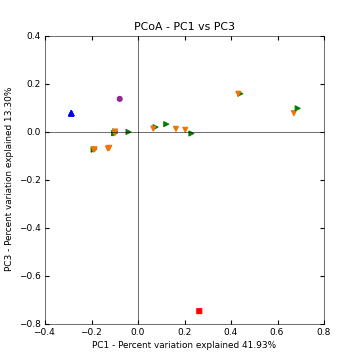 PCoA - PC1 vs PC3
0.4
0.2
0.0
−0.2
−0.4
−0.6
−0.8
−0.4 −0.2 0.0 0.2 0.4 0.6 0.8
PC3 - Percent variation explained 13.30%
PC1 - Percent variation explained 41.93%